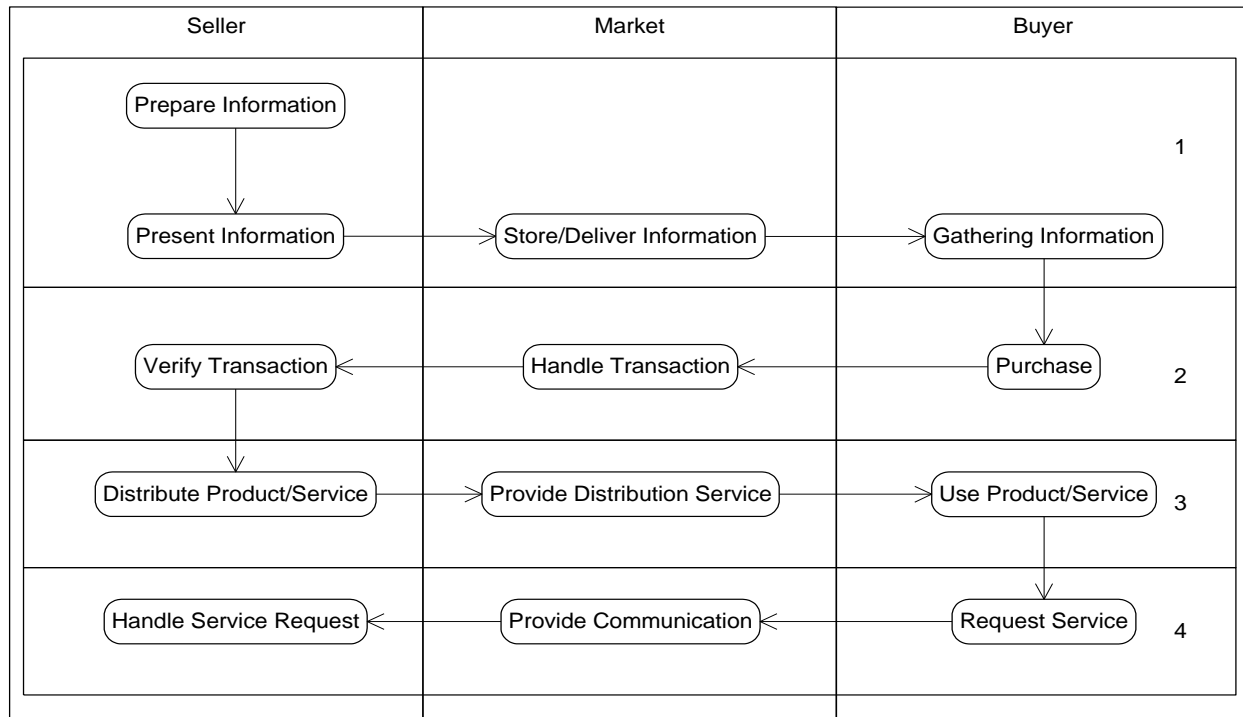 Seller
Market
Buyer
Prepare Information
1
Present Information
Store/Deliver Information
Gathering Information
Verify Transaction
Handle Transaction
Purchase
2
Distribute Product/Service
Provide Distribution Service
Use Product/Service
3
Handle Service Request
Provide Communication
Request Service
4